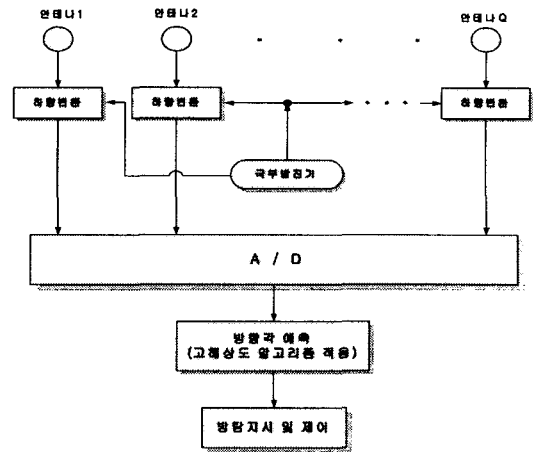 안테나1
안테나2
안테나Q
하향변환
하향변환
하향변환
국부발진기
A / D
방향각 예측
(고해상도 알고리즘 적용)
방탐지시 및 제어